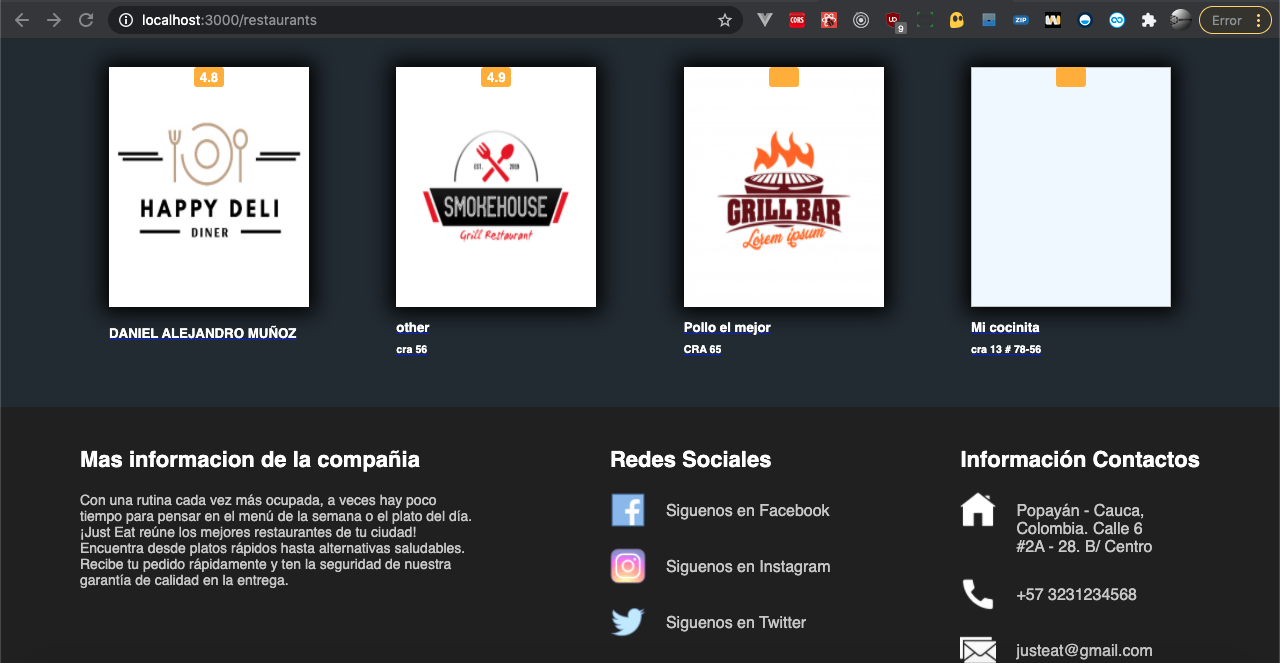 localhost:3000/restaurants
CORS
UD
9
ZIP
Error
4.8
4.9
HAPPY DELI
DINER
EST. 2019
SMOKEHOUSE
Grill Restaurant
GRILL BAR
Lorem ipsum
DANIEL ALEJANDRO MUÑOZ
other
cra 56
Pollo el mejor
CRA 65
Mi cocinita
cra 13 # 78-56
Mas informacion de la compañia
Con una rutina cada vez más ocupada, a veces hay poco
tiempo para pensar en el menú de la semana o el plato del día.
¡Just Eat reúne los mejores restaurantes de tu ciudad!
Encuentra desde platos rápidos hasta alternativas saludables.
Recibe tu pedido rápidamente y ten la seguridad de nuestra
garantía de calidad en la entrega.
Redes Sociales
Siguenos en Facebook
Siguenos en Instagram
Siguenos en Twitter
Información Contactos
Popayán - Cauca,
Colombia. Calle 6
#2A - 28. B/ Centro
+57 3231234568
justeat@gmail.com